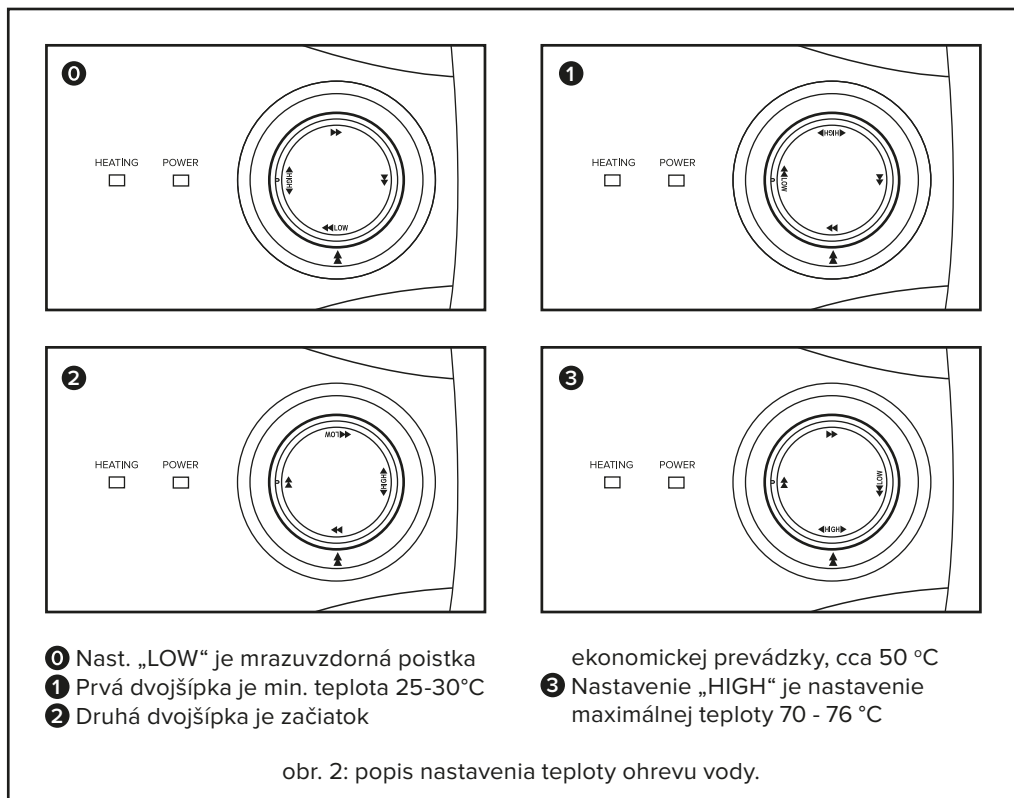 0
HEATING POWER
HIGH
LOW
1
HEATING POWER
HIGH
LOW
2
HEATING POWER
LOW
HIGH
3
HEATING POWER
LOW
HIGH
0 Nast. „LOW“ je mrazuvzdorná poistka
1 Prvá dvojšípka je min. teplota 25-30°C
2 Druhá dvojšípka je začiatok
ekonomickej prevádzky, cca 50 °C
3 Nastavenie „HIGH“ je nastavenie
maximálnej teploty 70 - 76 °C
obr. 2: popis nastavenia teploty ohrevu vody.